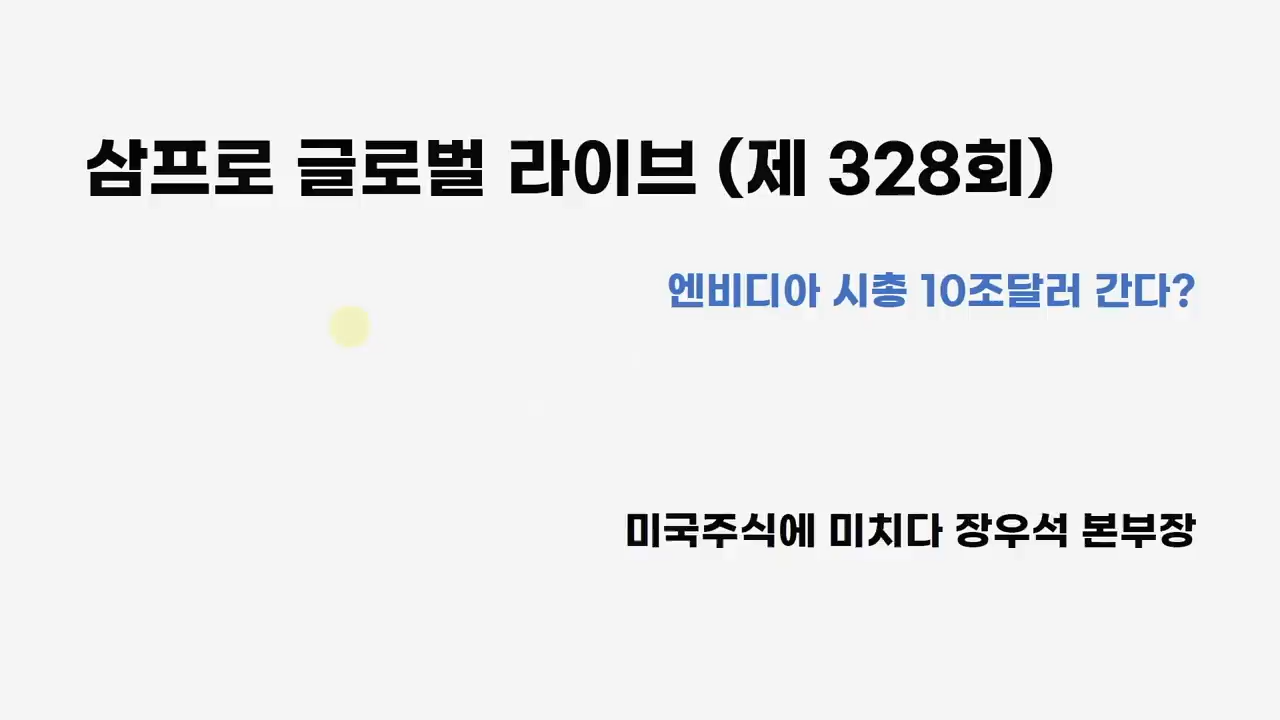 삼프로 글로벌 라이브 (제 328회)
엔비디아 시총 10조달러 간다?
미국주식에 미치다 장우석 본부장